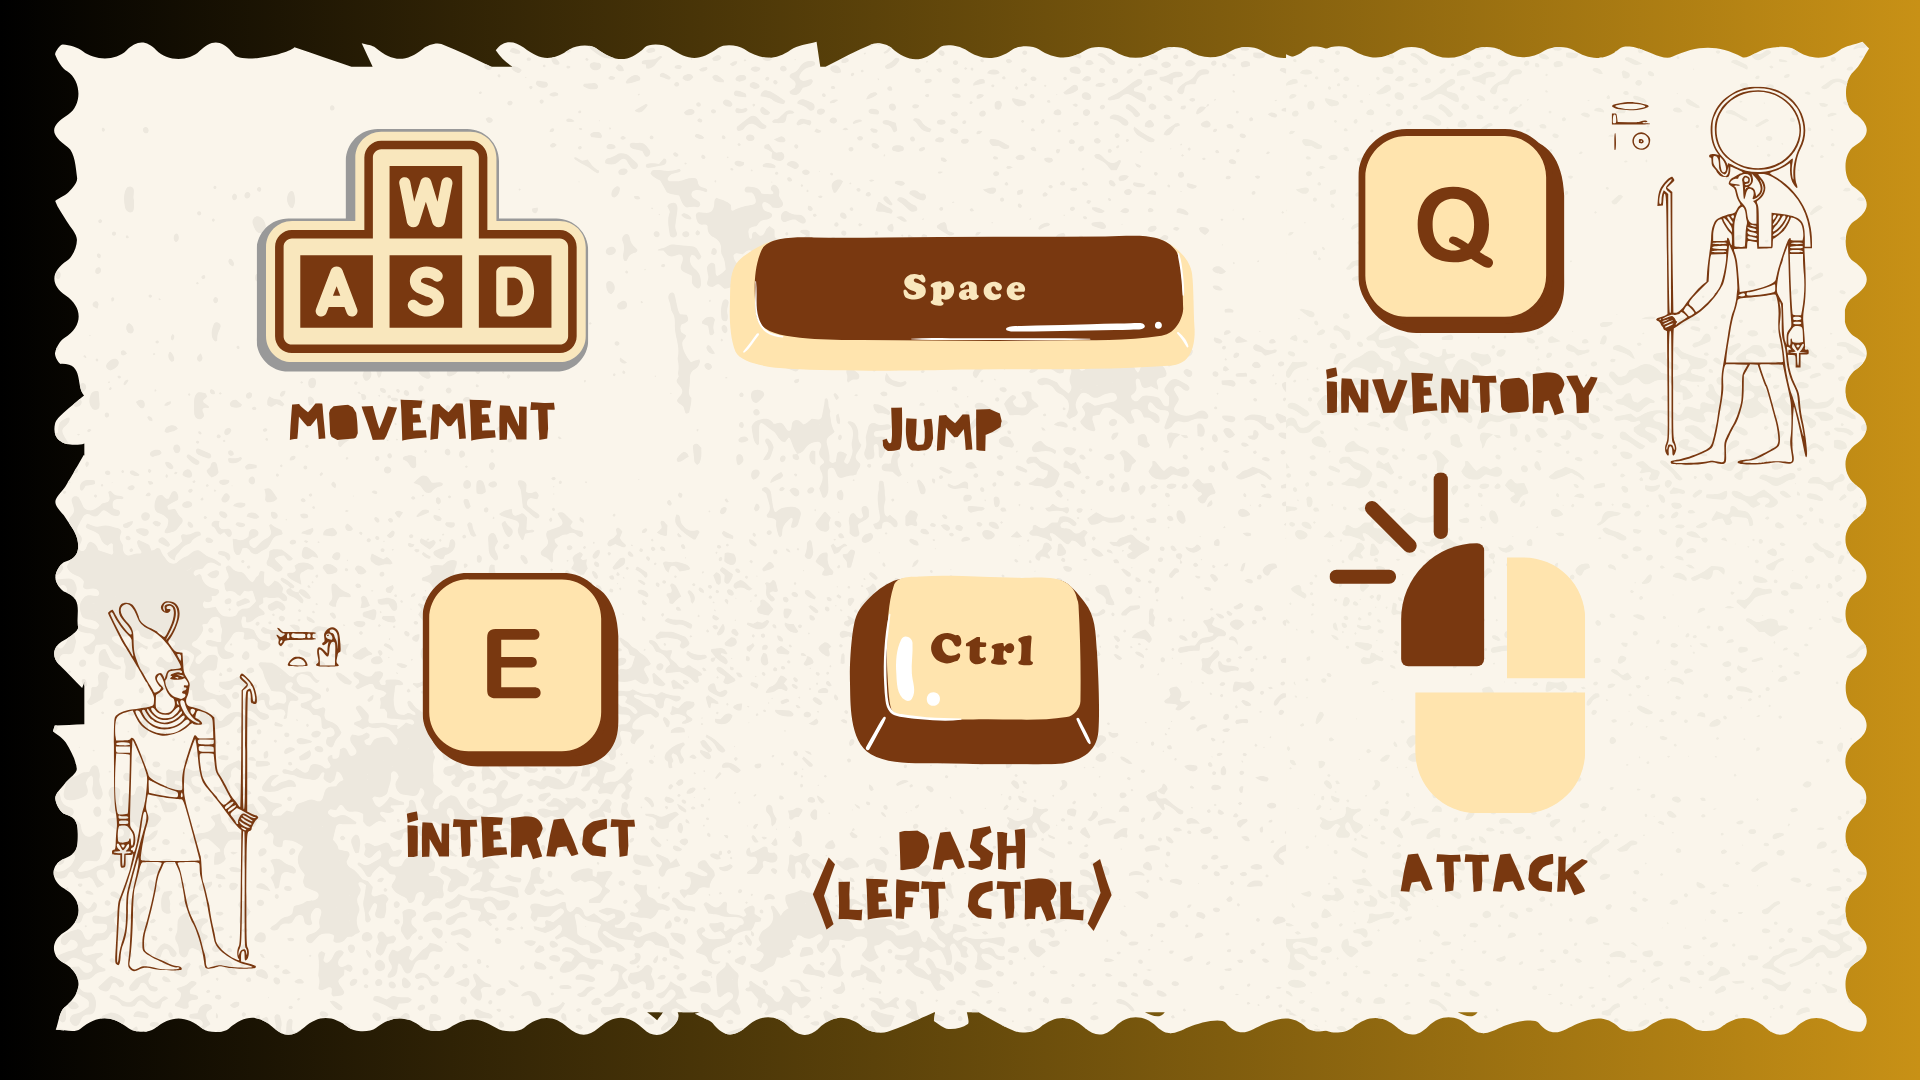 W
A S D
MOVEMENT
Space
JUMP
Q
iNVENTORY
E
iNTERACT
Ctrl
DASH
(LEFT CTRL)
ATTACK